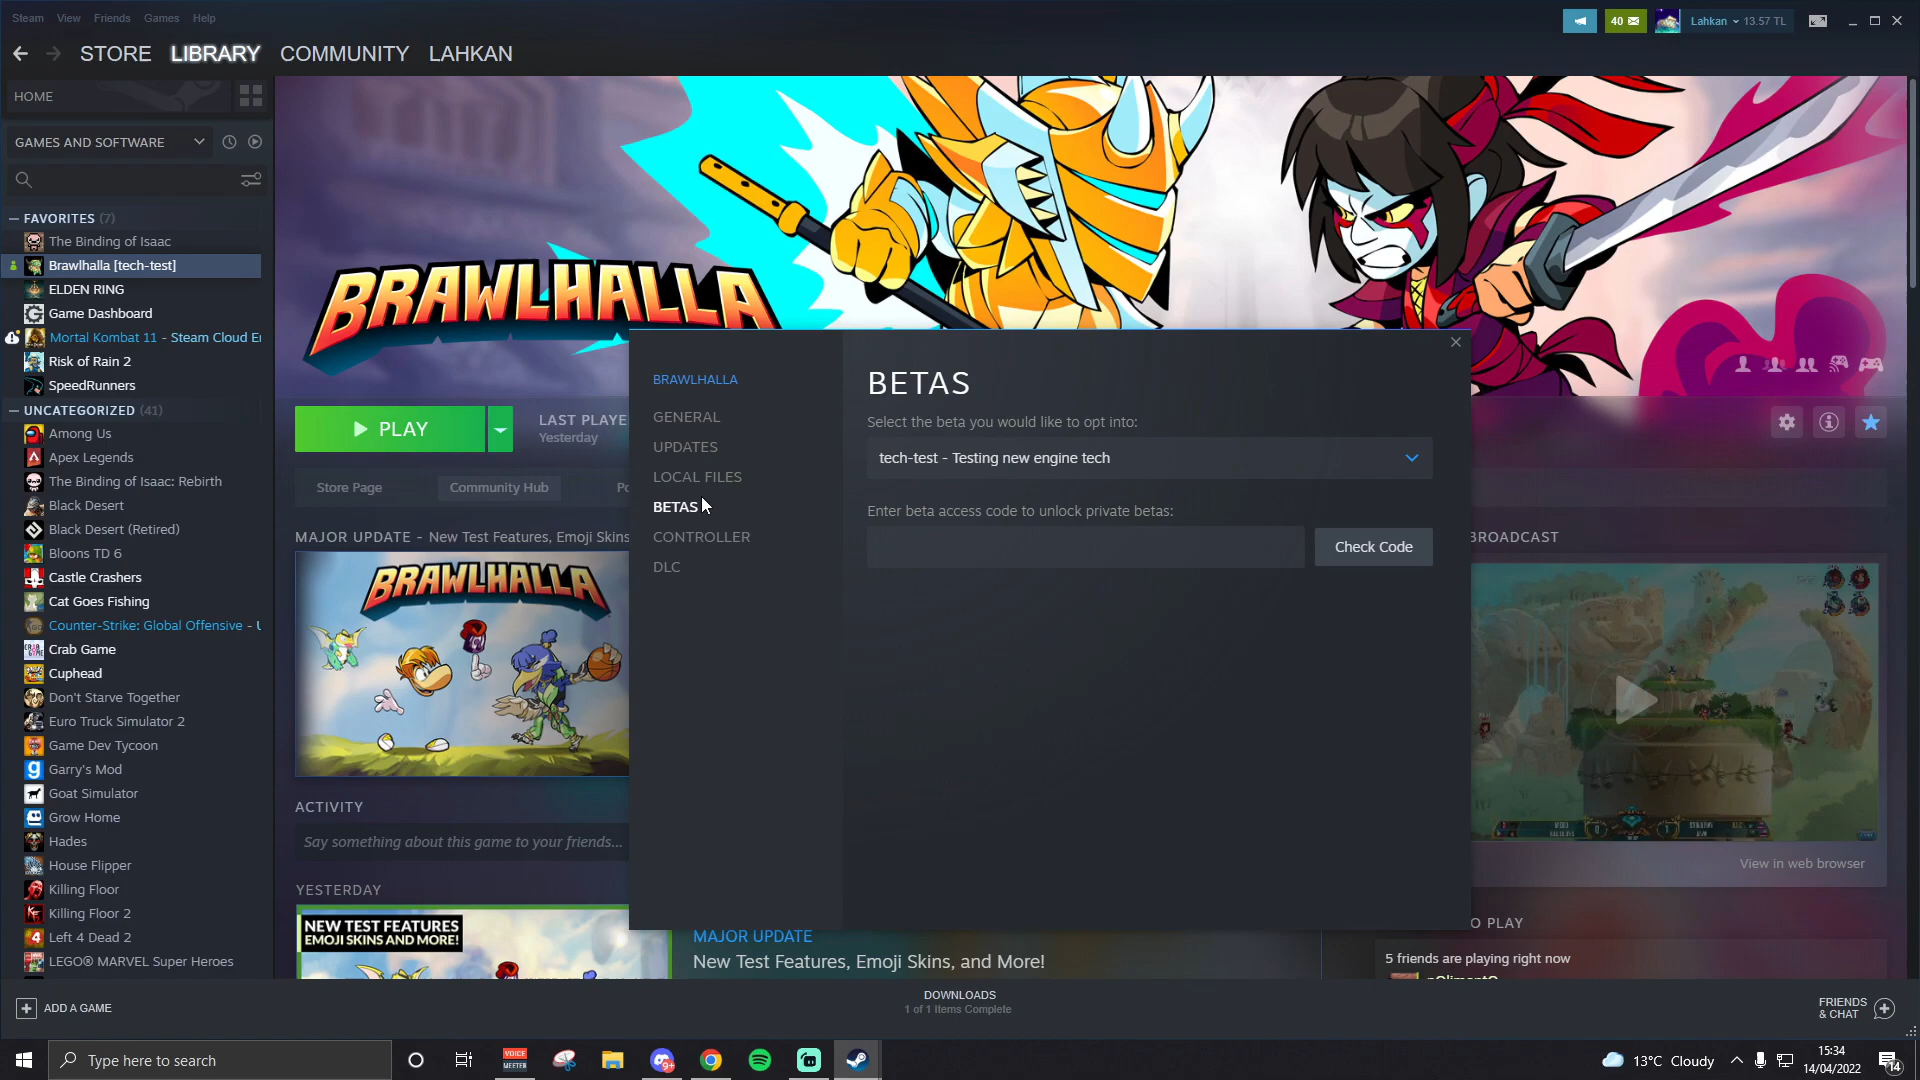 Steam View Friends Games Help
40
Lahkan 13.57 TL
STORE LIBRARY COMMUNITY LAHKAN
HOME
GAMES AND SOFTWARE
FAVORITES (7)
The Binding of Isaac
Brawlhalla [tech-test]
ELDEN RING
Game Dashboard
Mortal Kombat 11 - Steam Cloud Er
Risk of Rain 2
SpeedRunners
UNCATEGORIZED (41)
Among Us
Apex Legends
The Binding of Isaac: Rebirth
Black Desert
Black Desert (Retired)
Bloons TD 6
Castle Crashers
Cat Goes Fishing
Counter-Strike: Global Offensive - U
Crab Game
Cuphead
Don't Starve Together
Euro Truck Simulator 2
Game Dev Tycoon
Garry's Mod
Goat Simulator
Grow Home
Hades
House Flipper
Killing Floor
Killing Floor 2
Left 4 Dead 2
LEGO® MARVEL Super Heroes
BRAWLHALLA
PLAY
LAST PLAYE
Yesterday
Store Page
Community Hub
Po
MAJOR UPDATE - New Test Features, Emoji Skins
BRAWLHALLA
ACTIVITY
Say something about this game to your friends...
YESTERDAY
NEW TEST FEATURES
EMOJI SKINS AND MORE!
BRAWLHALLA
GENERAL
UPDATES
LOCAL FILES
BETAS
CONTROLLER
DLC
BETAS
Select the beta you would like to opt into:
tech-test - Testing new engine tech
Enter beta access code to unlock private betas:
Check Code
MAJOR UPDATE
New Test Features, Emoji Skins, and More!
BROADCAST
View in web browser
O PLAY
5 friends are playing right now
ADD A GAME
DOWNLOADS
1 of 1 Items Complete
FRIENDS
& CHAT
Type here to search
VOICE
MEETER
9+
13°C Cloudy
15:34
14/04/2022
14